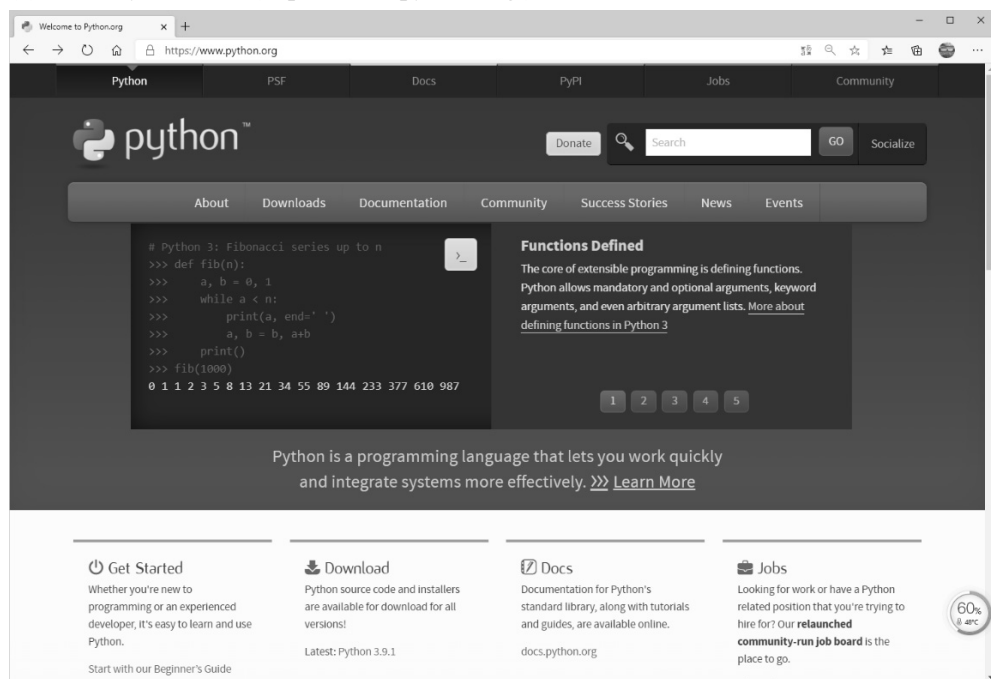 Welcome to Python.org
https://www.python.org
Python PSF Docs PyPI Jobs Community
python™
Donate Search GO Socialize
About Downloads Documentation Community Success Stories News Events
# Python 3: Fibonacci series up to n
>>> def fib(n):
>>>     a, b = 0, 1
>>>     while a < n:
>>>         print(a, end=' ')
>>>         a, b = b, a+b
>>>     print()
>>> fib(1000)
0 1 1 2 3 5 8 13 21 34 55 89 144 233 377 610 987
>_
Functions Defined
The core of extensible programming is defining functions.
Python allows mandatory and optional arguments, keyword
arguments, and even arbitrary argument lists. More about
defining functions in Python 3
1 2 3 4 5
Python is a programming language that lets you work quickly
and integrate systems more effectively. >>> Learn More
Get Started
Whether you're new to
programming or an experienced
developer, it's easy to learn and use
Python.
Start with our Beginner's Guide
Download
Python source code and installers
are available for download for all
versions!
Latest: Python 3.9.1
Docs
Documentation for Python's
standard library, along with tutorials
and guides, are available online.
docs.python.org
Jobs
Looking for work or have a Python
related position that you're trying to
hire for? Our relaunched
community-run job board is the
place to go.
60%
48°C